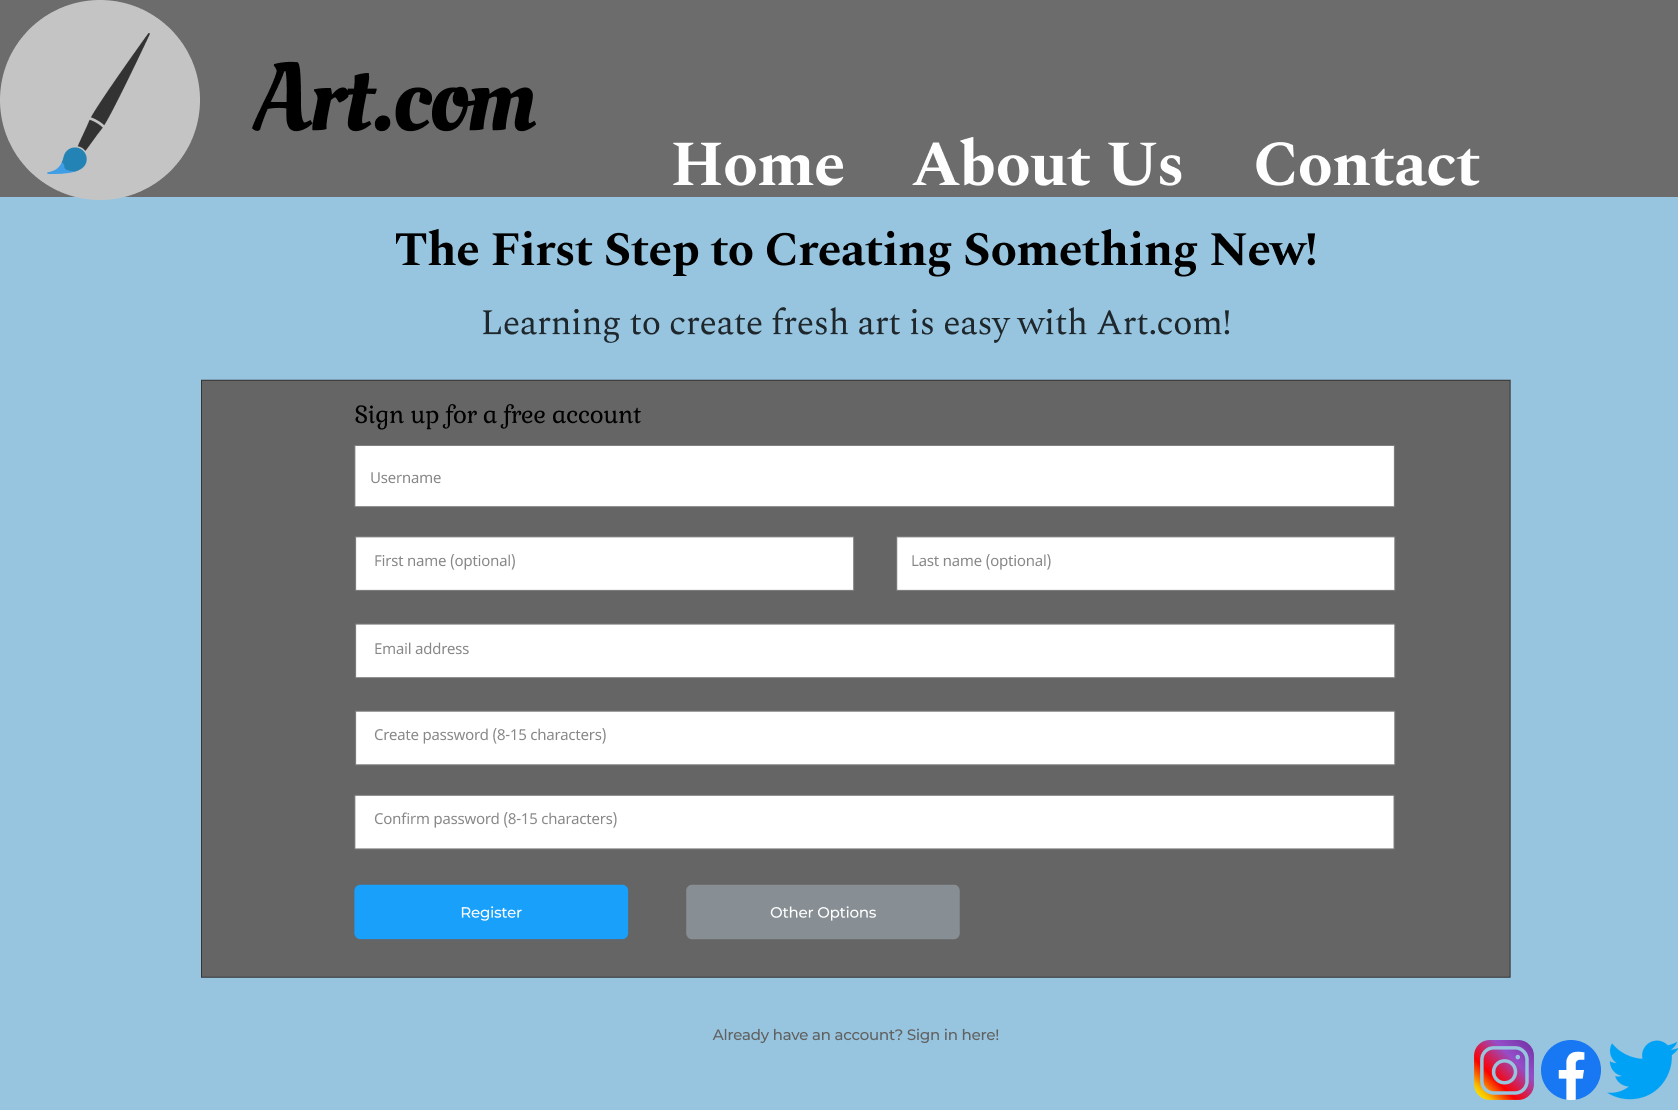 Art.com
Home About Us Contact
The First Step to Creating Something New!
Learning to create fresh art is easy with Art.com!
Sign up for a free account
Username
First name (optional) Last name (optional)
Email address
Create password (8-15 characters)
Confirm password (8-15 characters)
Register Other Options
Already have an account? Sign in here!